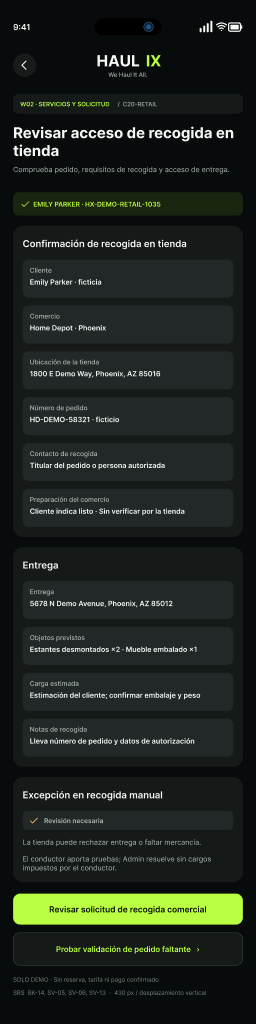 9:41
HAUL IX
We Haul It All.
W02 · SERVICIOS Y SOLICITUD / C20-RETAIL
Revisar acceso de recogida en
tienda
Comprueba pedido, requisitos de recogida y acceso de entrega.
EMILY PARKER · HX-DEMO-RETAIL-1035
Confirmación de recogida en tienda
Cliente
Emily Parker · ficticia
Comercio
Home Depot · Phoenix
Ubicación de la tienda
1800 E Demo Way, Phoenix, AZ 85016
Número de pedido
HD-DEMO-58321 · ficticio
Contacto de recogida
Titular del pedido o persona autorizada
Preparación del comercio
Cliente indica listo · Sin verificar por la tienda
Entrega
Entrega
5678 N Demo Avenue, Phoenix, AZ 85012
Objetos previstos
Estantes desmontados ×2 · Mueble embalado ×1
Carga estimada
Estimación del cliente; confirmar embalaje y peso
Notas de recogida
Lleva número de pedido y datos de autorización
Excepción en recogida manual
Revisión necesaria
La tienda puede rechazar entrega o faltar mercancía.
El conductor aporta pruebas; Admin resuelve sin cargos
impuestos por el conductor.
Revisar solicitud de recogida comercial
Probar validación de pedido faltante ›
SOLO DEMO · Sin reserva, tarifa ni pago confirmado
SRS BK-14, SV-05, SV-06, SV-13 · 430 px / desplazamiento vertical